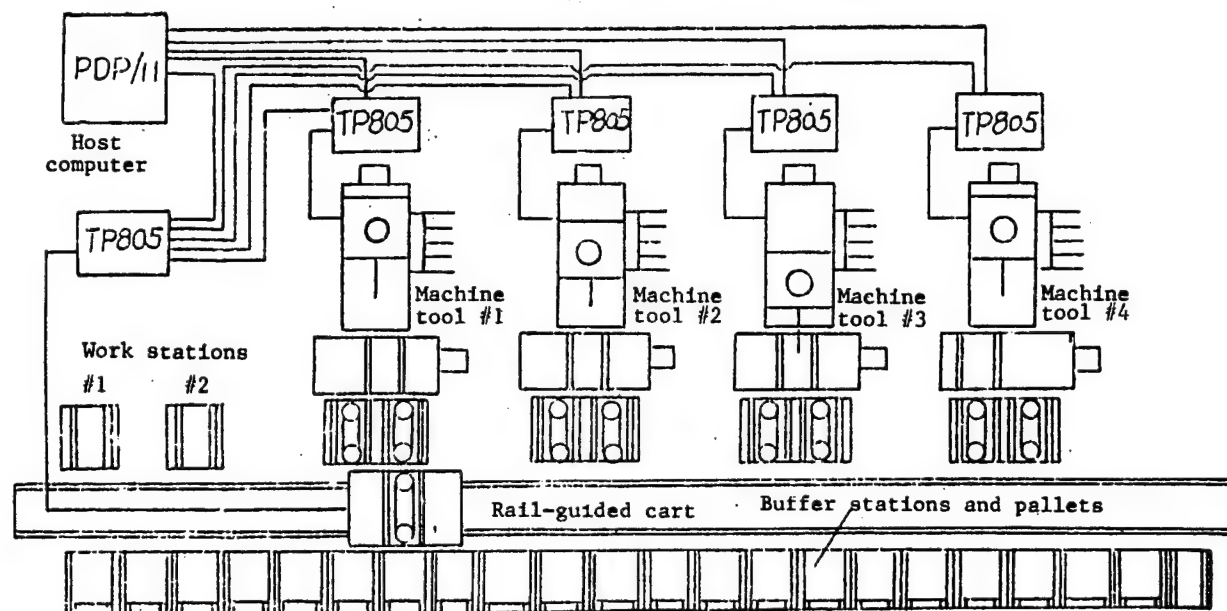 PDP/11
Host
computer
TP805
TP805
TP805
TP805
TP805
Machine
tool #1
Machine
tool #2
Machine
tool #3
Machine
tool #4
Work stations
#1 #2
Rail-guided cart
Buffer stations and pallets